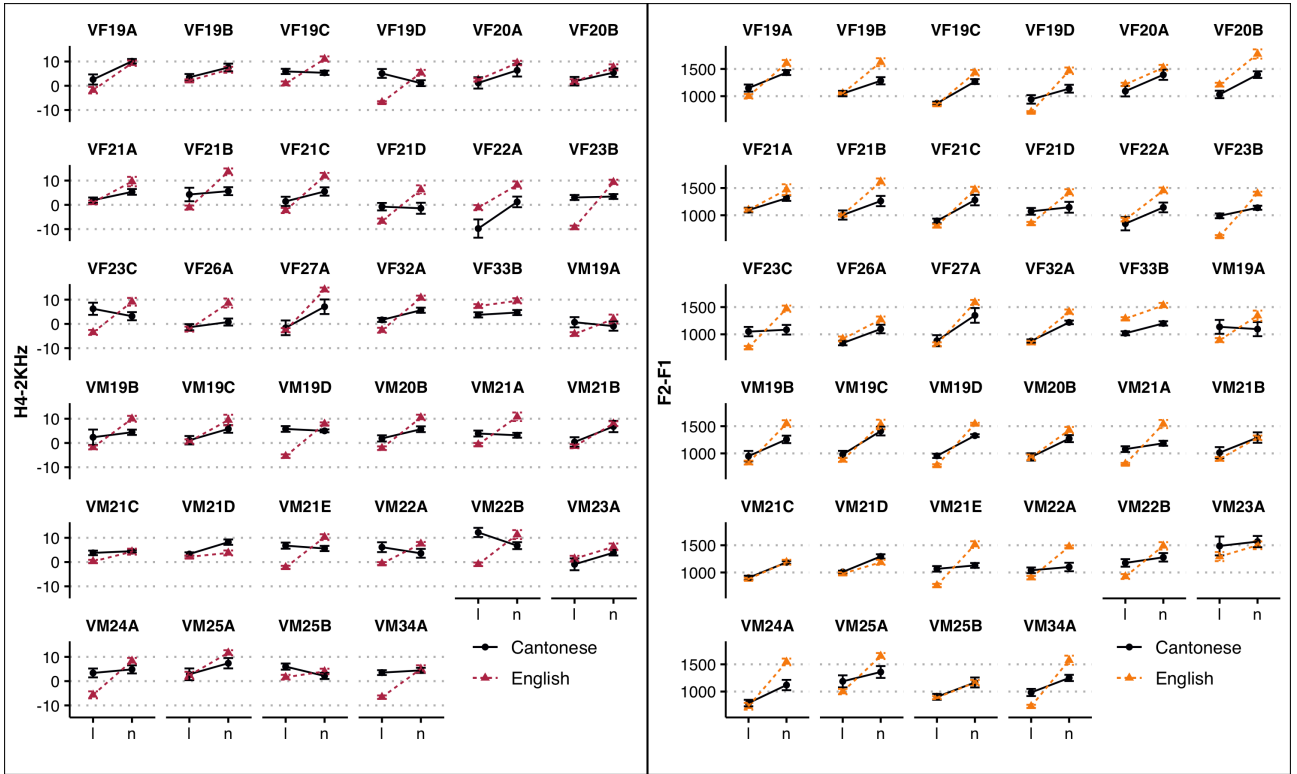 VF19A VF19B VF19C VF19D VF20A VF20B
10
0
-10
VF21A VF21B VF21C VF21D VF22A VF23B
10
0
-10
VF23C VF26A VF27A VF32A VF33B VM19A
10
0
-10
H4-2KHz
VM19B VM19C VM19D VM20B VM21A VM21B
10
0
-10
VM21C VM21D VM21E VM22A VM22B VM23A
10
0
-10
l n l n
VM24A VM25A VM25B VM34A
10
0
-10
l n l n l n l n
Cantonese
English
VF19A VF19B VF19C VF19D VF20A VF20B
1500
1000
VF21A VF21B VF21C VF21D VF22A VF23B
1500
1000
VF23C VF26A VF27A VF32A VF33B VM19A
1500
1000
F2-F1
VM19B VM19C VM19D VM20B VM21A VM21B
1500
1000
VM21C VM21D VM21E VM22A VM22B VM23A
1500
1000
l n l n
VM24A VM25A VM25B VM34A
1500
1000
l n l n l n l n
Cantonese
English